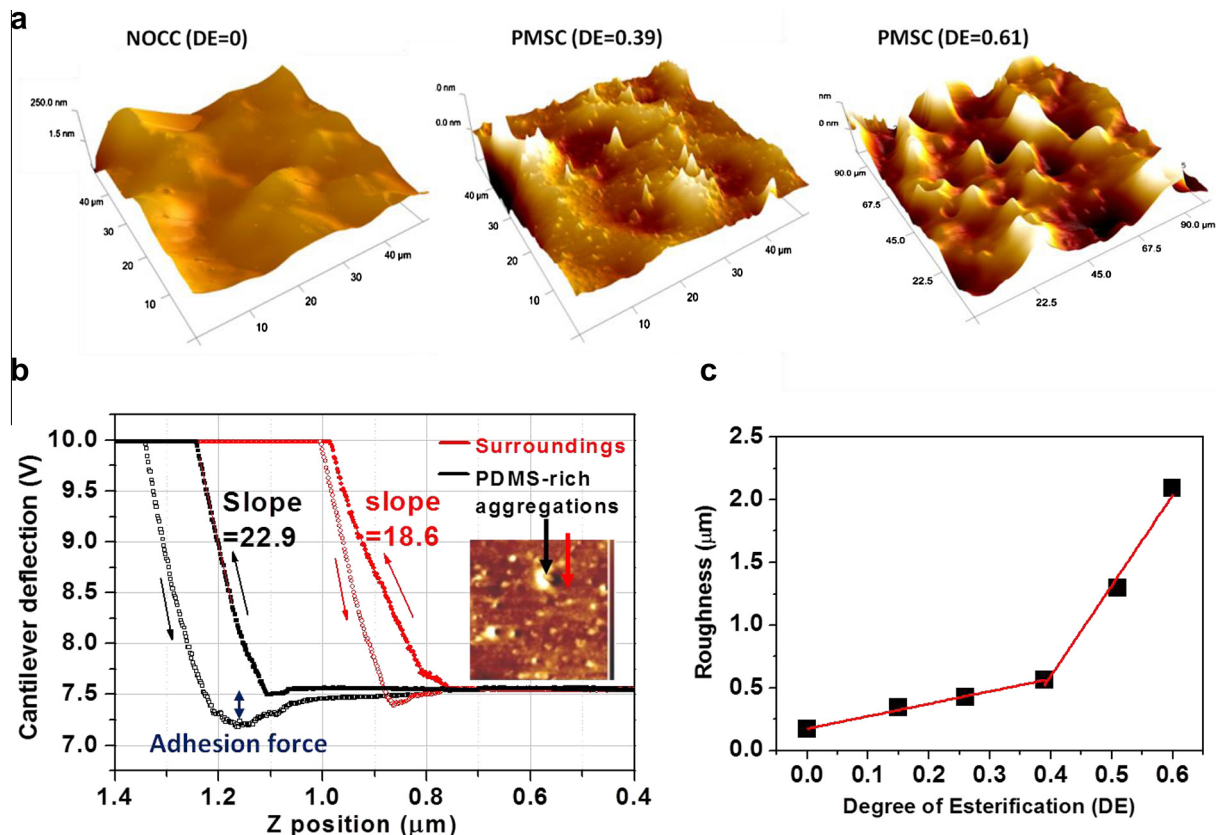 a
NOCC (DE=0)
PMSC (DE=0.39)
PMSC (DE=0.61)
250.0 nm
1.5 nm
40 µm
30
20
10
10
20
30
40 µm
.0 nm
0.0 nm
40 µm
30
20
10
10
20
30
40 µm
nm
0 nm
90.0 µm
67.5
45.0
22.5
22.5
45.0
67.5
90.0 µm
5
b
Cantilever deflection (V)
10.0
9.5
9.0
8.5
8.0
7.5
7.0
Slope
=22.9
slope
=18.6
Surroundings
PDMS-rich
aggregations
Adhesion force
1.4
1.2
1.0
0.8
0.6
0.4
Z position (µm)
c
Roughness (µm)
2.5
2.0
1.5
1.0
0.5
0.0
0.0
0.1
0.2
0.3
0.4
0.5
0.6
Degree of Esterification (DE)